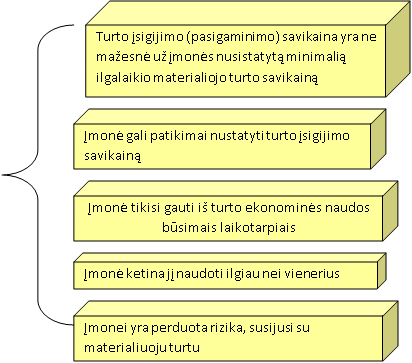 Turto įsigijimo (pasigaminimo) savikaina yra ne
mažesnė už įmonės nusistatytą minimalią
ilgalaikio materialiojo turto savikainą
Įmonė gali patikimai nustatyti turto įsigijimo
savikainą
Įmonė tikisi gauti iš turto ekonominės naudos
būsimais laikotarpiais
Įmonė ketina jį naudoti ilgiau nei vienerius
Įmonei yra perduota rizika, susijusi su
materialiuoju turtu